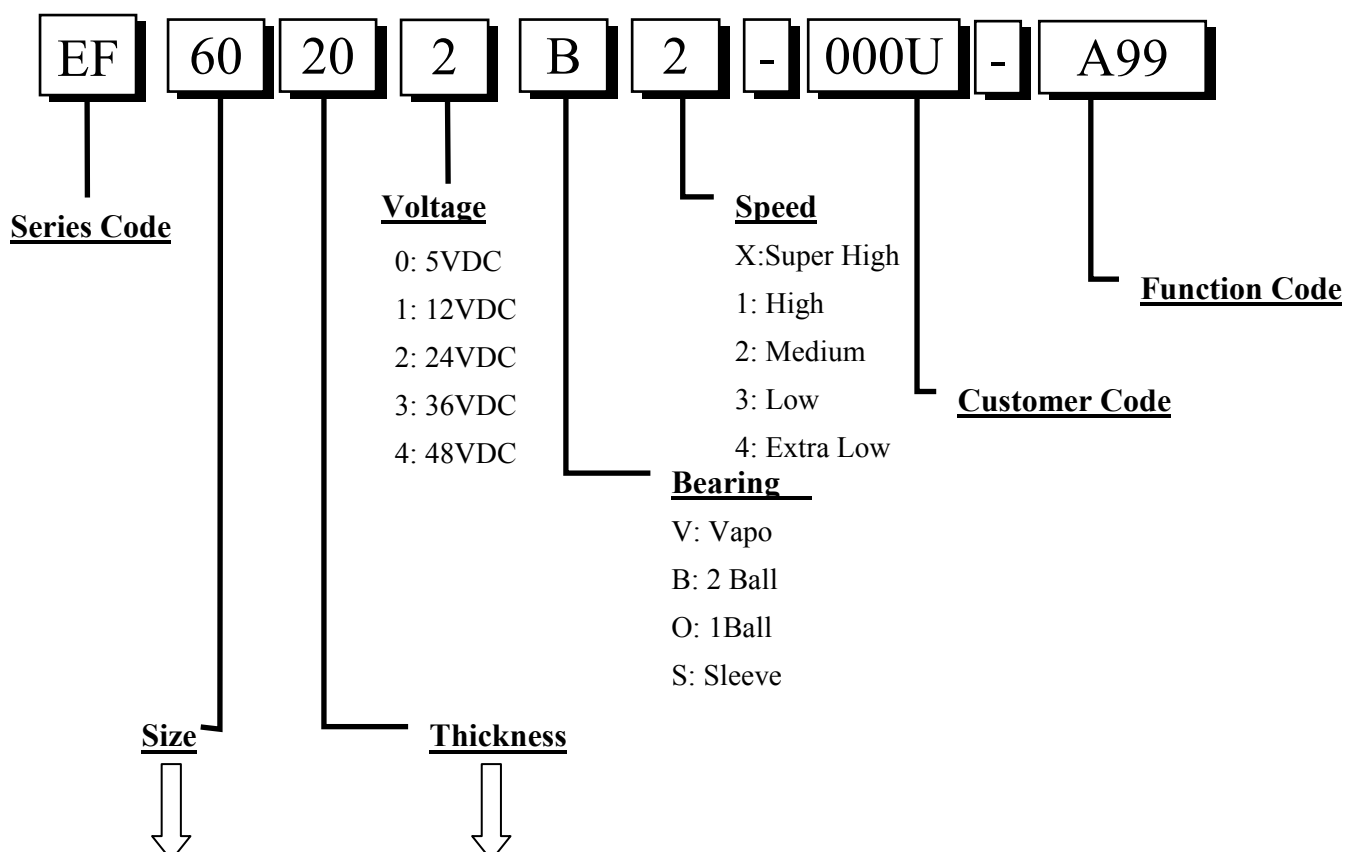 EF 60 20 2 B 2 - 000U - A99
Series Code
Voltage
0: 5VDC
1: 12VDC
2: 24VDC
3: 36VDC
4: 48VDC
Speed
X:Super High
1: High
2: Medium
3: Low
4: Extra Low
Function Code
Customer Code
Bearing
V: Vapo
B: 2 Ball
O: 1Ball
S: Sleeve
Size
Thickness